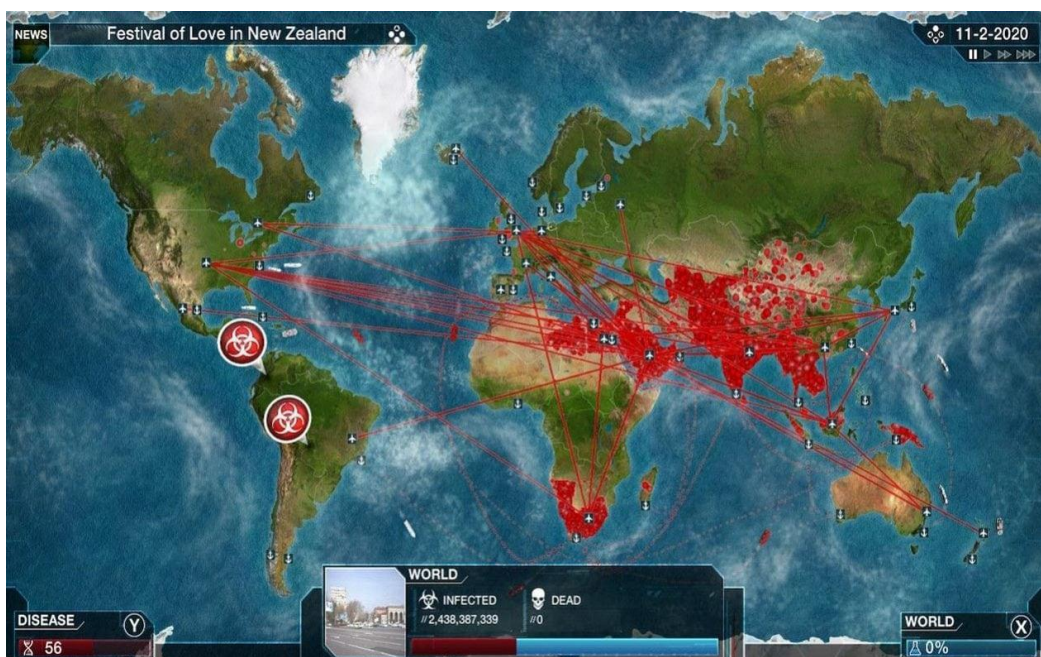 NEWS
Festival of Love in New Zealand
11-2-2020
WORLD
INFECTED
DEAD
//2,438,387,339
//0
DISEASE
Y
56
WORLD
X
0%